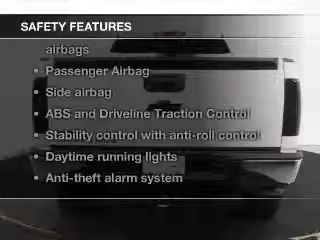 SAFETY FEATURES
airbags
• Passenger Airbag
• Side airbag
• ABS and Driveline Traction Control
• Stability control with anti-roll control
• Daytime running lights
• Anti-theft alarm system